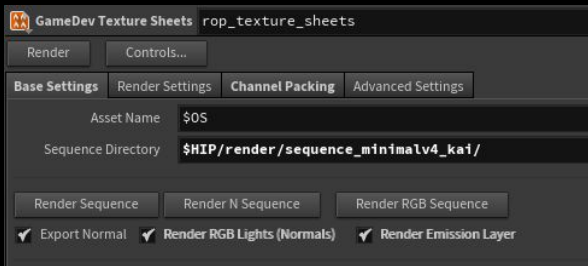 GameDev Texture Sheets rop_texture_sheets
Render Controls...
Base Settings Render Settings Channel Packing Advanced Settings
Asset Name $OS
Sequence Directory $HIP/render/sequence_minimalv4_kai/
Render Sequence Render N Sequence Render RGB Sequence
Export Normal Render RGB Lights (Normals) Render Emission Layer